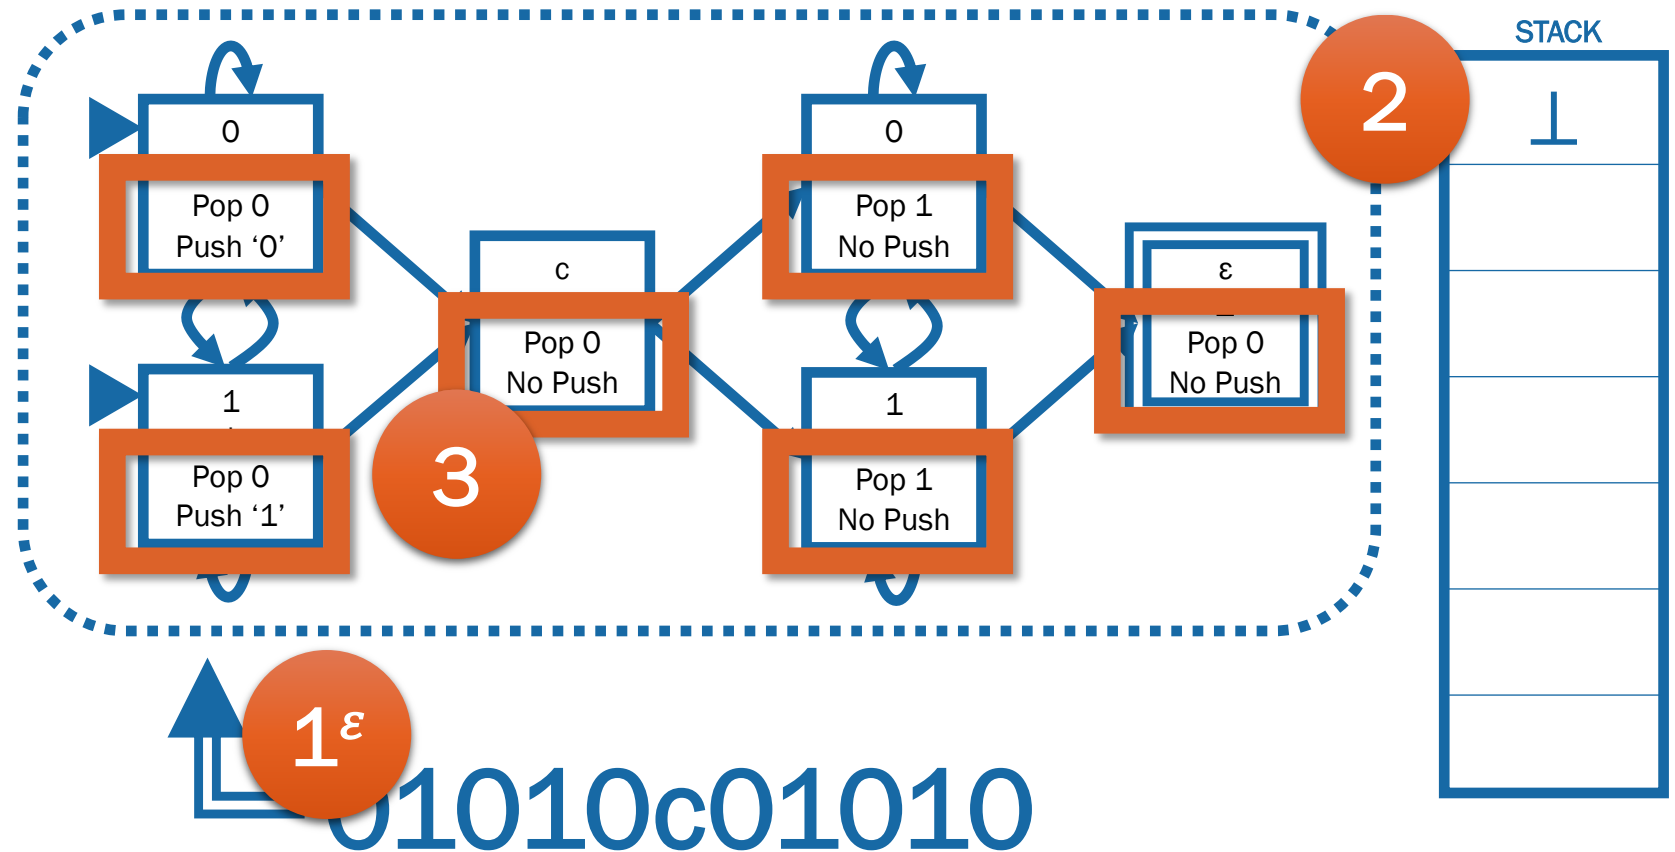 STACK
2
⊥
0
Pop 0
Push ‘0’
0
Pop 1
No Push
c
Pop 0
No Push
ε
Pop 0
No Push
1
Pop 0
Push ‘1’
1
Pop 1
No Push
3
1ε
01010c01010